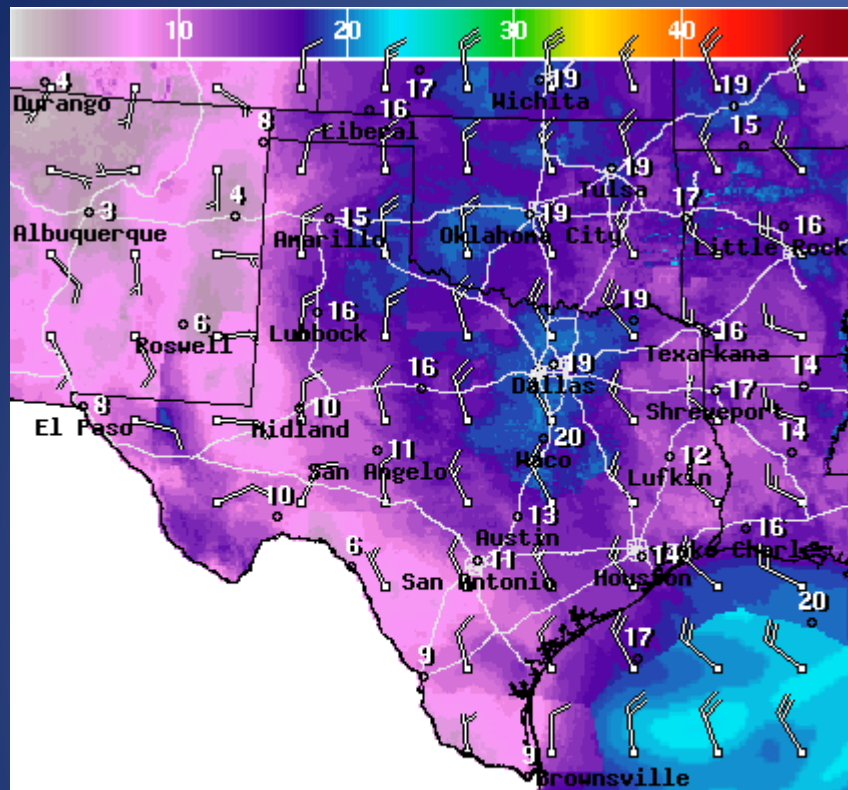 10 20 30 40
4 17 19 19
Durango Wichita
16
Liberal
8 15
19
Tulsa
3 4 15 19 17 16
Albuquerque Amarillo Oklahoma City Little Rock
6 16 19 16
Roswell Lubbock Texarkana
16 19 14
Dallas
8 10 17
El Paso Midland Shreveport
11 20 12 14
San Angelo Waco Lufkin
10 13 16
Austin
6 11 14 Lake Charles
San Antonio Houston
20
9 17
9
Brownsville